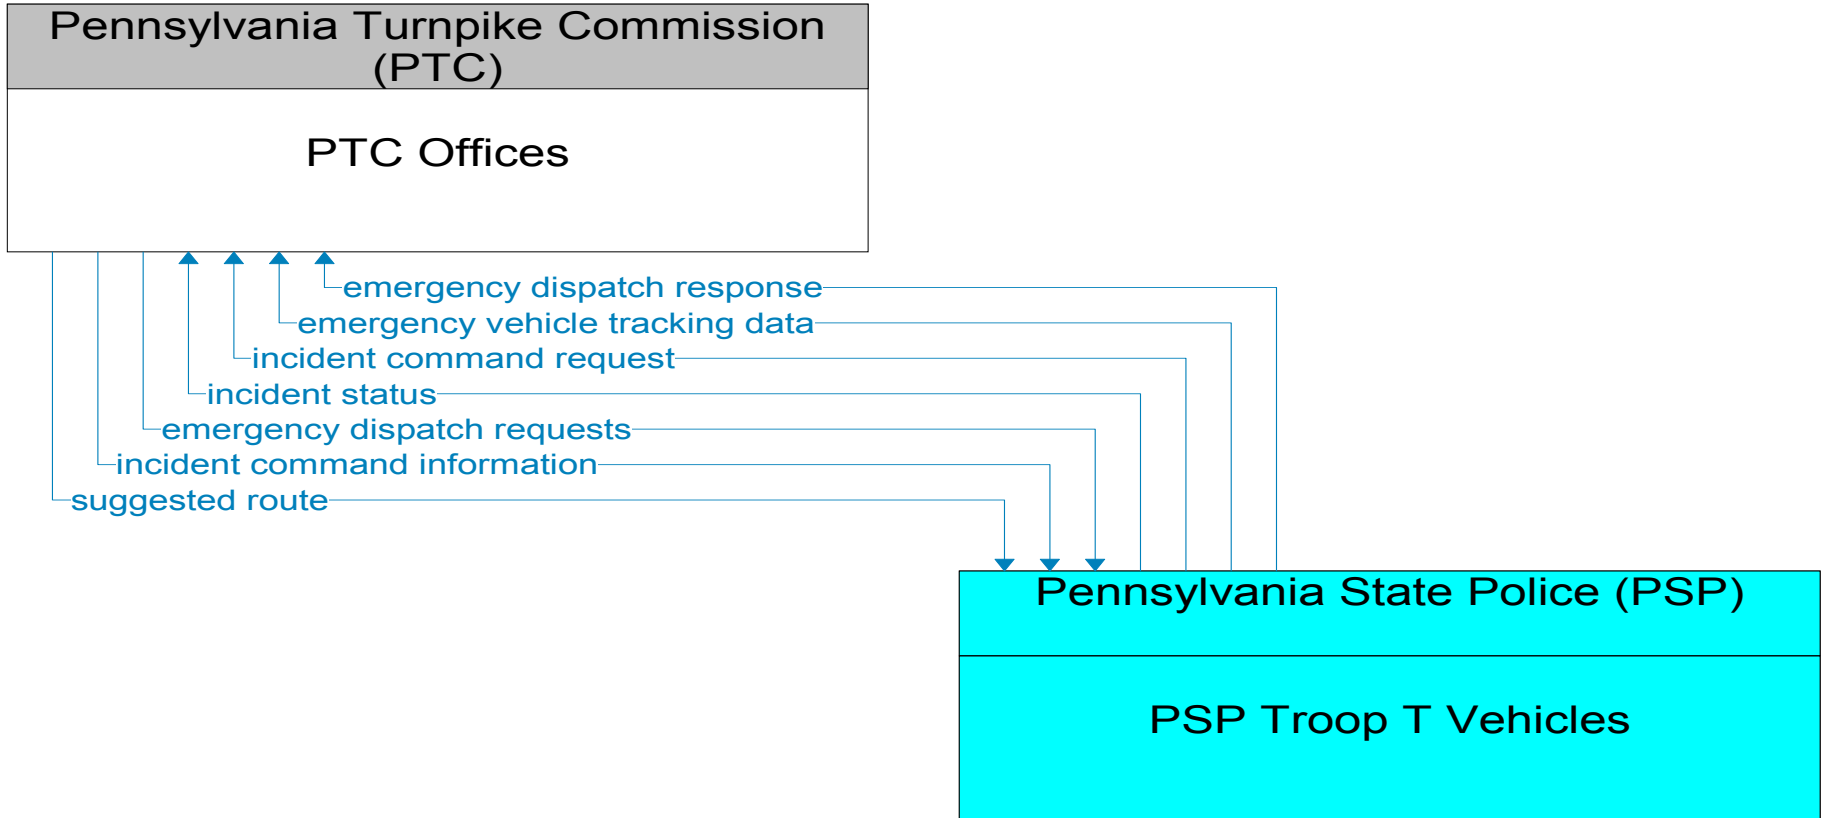 Pennsylvania Turnpike Commission
(PTC)
PTC Offices
emergency dispatch response
emergency vehicle tracking data
incident command request
incident status
emergency dispatch requests
incident command information
suggested route
Pennsylvania State Police (PSP)
PSP Troop T Vehicles